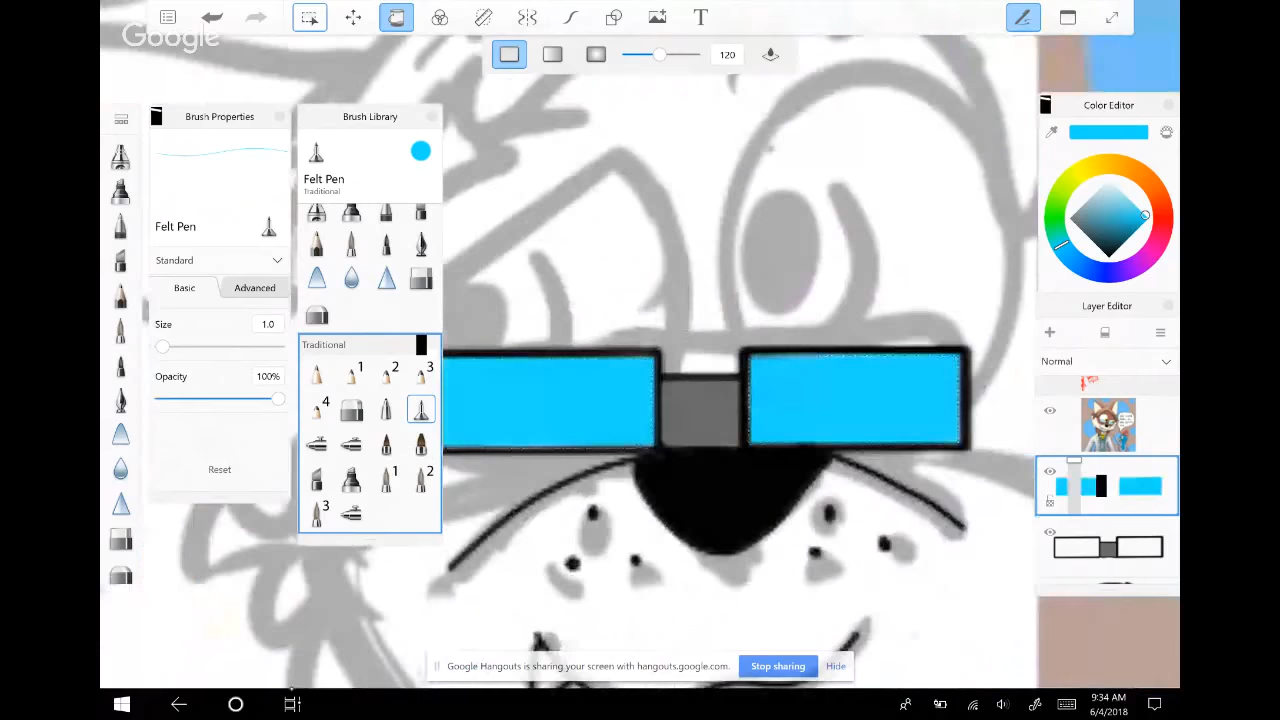 T
Google
120
Brush Properties
Brush Library
Color Editor
Felt Pen
Traditional
Felt Pen
Standard
Basic
Advanced
Layer Editor
Size
1.0
Traditional
Normal
1
2
3
Opacity
100%
4
Reset
1
2
3
Google Hangouts is sharing your screen with hangouts.google.com.
Stop sharing
Hide
9:34 AM
6/4/2018